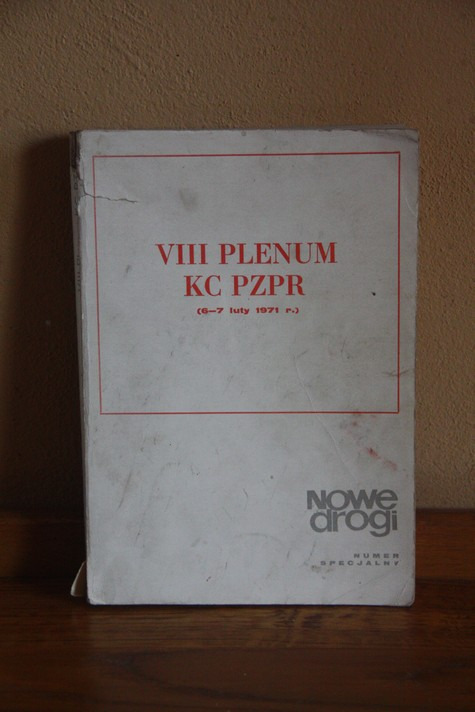 VIII PLENUM
KC PZPR
(6—7 luty 1971 r.)
Nowe
drogi
NUMER
SPECJALNY